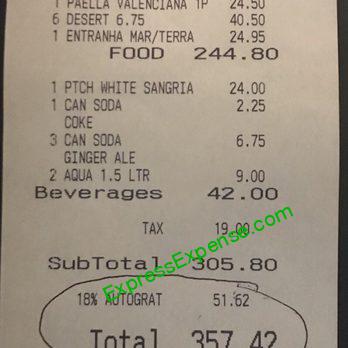 1 PAELLA VALENCIANA 1P 24.50
6 DESERT 6.75 40.50
1 ENTRANHA MAR/TERRA 24.95
FOOD 244.80
1 PTCH WHITE SANGRIA 24.00
1 CAN SODA 2.25
COKE
3 CAN SODA 6.75
GINGER ALE
2 AQUA 1.5 LTR 9.00
Beverages 42.00
TAX 19.00
SubTotal 305.80
ExpressExpense.com
18% AUTOGRAT 51.62
Total 357.42